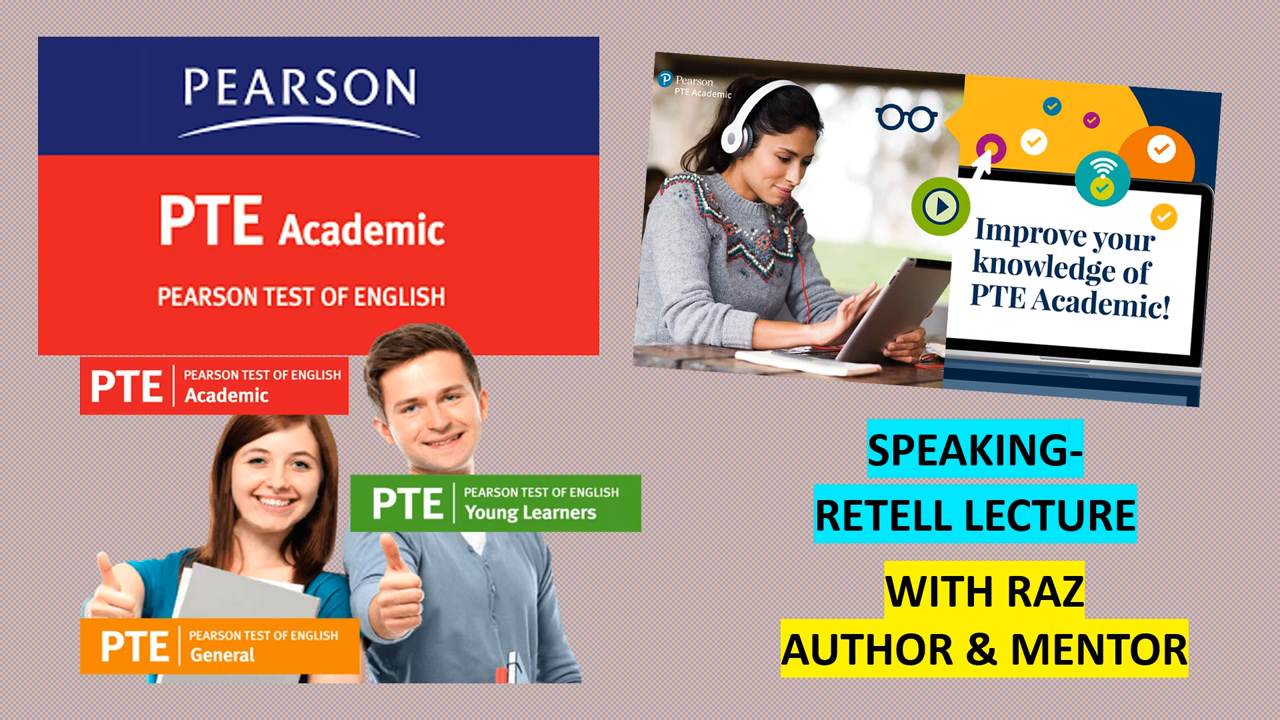 PEARSON
PTE Academic
PEARSON TEST OF ENGLISH
PTE PEARSON TEST OF ENGLISH
Academic
PTE PEARSON TEST OF ENGLISH
Young Learners
PTE PEARSON TEST OF ENGLISH
General
Pearson
PTE Academic
Improve your
knowledge of
PTE Academic!
SPEAKING-
RETELL LECTURE
WITH RAZ
AUTHOR & MENTOR